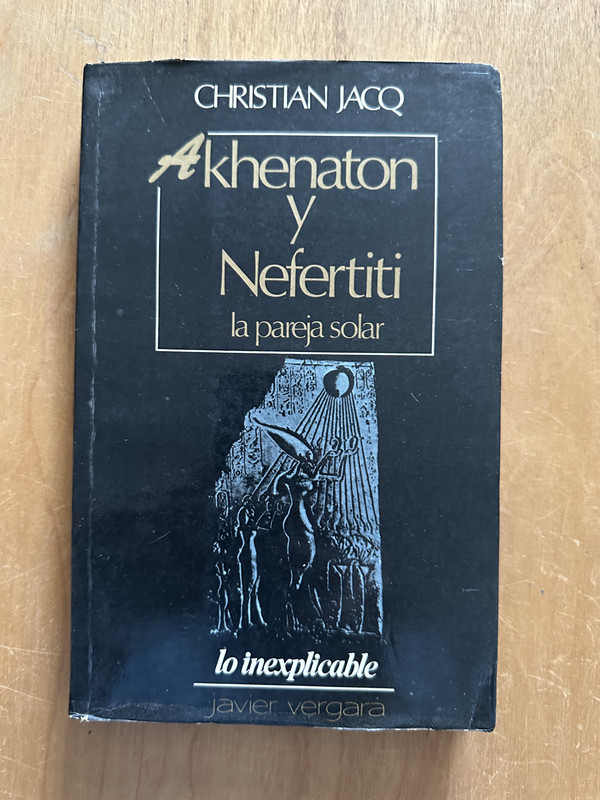 CHRISTIAN JACQ
Akhenaton
y
Nefertiti
la pareja solar
lo inexplicable
javier vergara